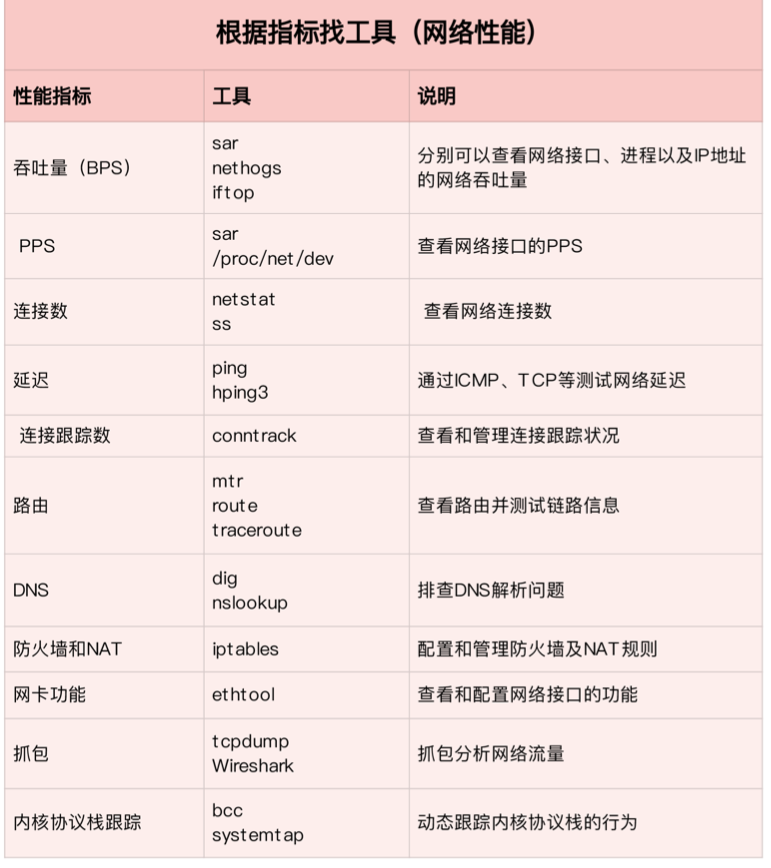 根据指标找工具（网络性能）
性能指标 工具 说明
吞吐量（BPS）
sar
nethogs
iftop
分别可以查看网络接口、进程以及IP地址
的网络吞吐量
PPS
sar
/proc/net/dev
查看网络接口的PPS
连接数
netstat
ss
查看网络连接数
延迟
ping
hping3
通过ICMP、TCP等测试网络延迟
连接跟踪数 conntrack 查看和管理连接跟踪状况
路由
mtr
route
traceroute
查看路由并测试链路信息
DNS
dig
nslookup
排查DNS解析问题
防火墙和NAT iptables 配置和管理防火墙及NAT规则
网卡功能 ethtool 查看和配置网络接口的功能
抓包
tcpdump
Wireshark
抓包分析网络流量
内核协议栈跟踪
bcc
systemtap
动态跟踪内核协议栈的行为